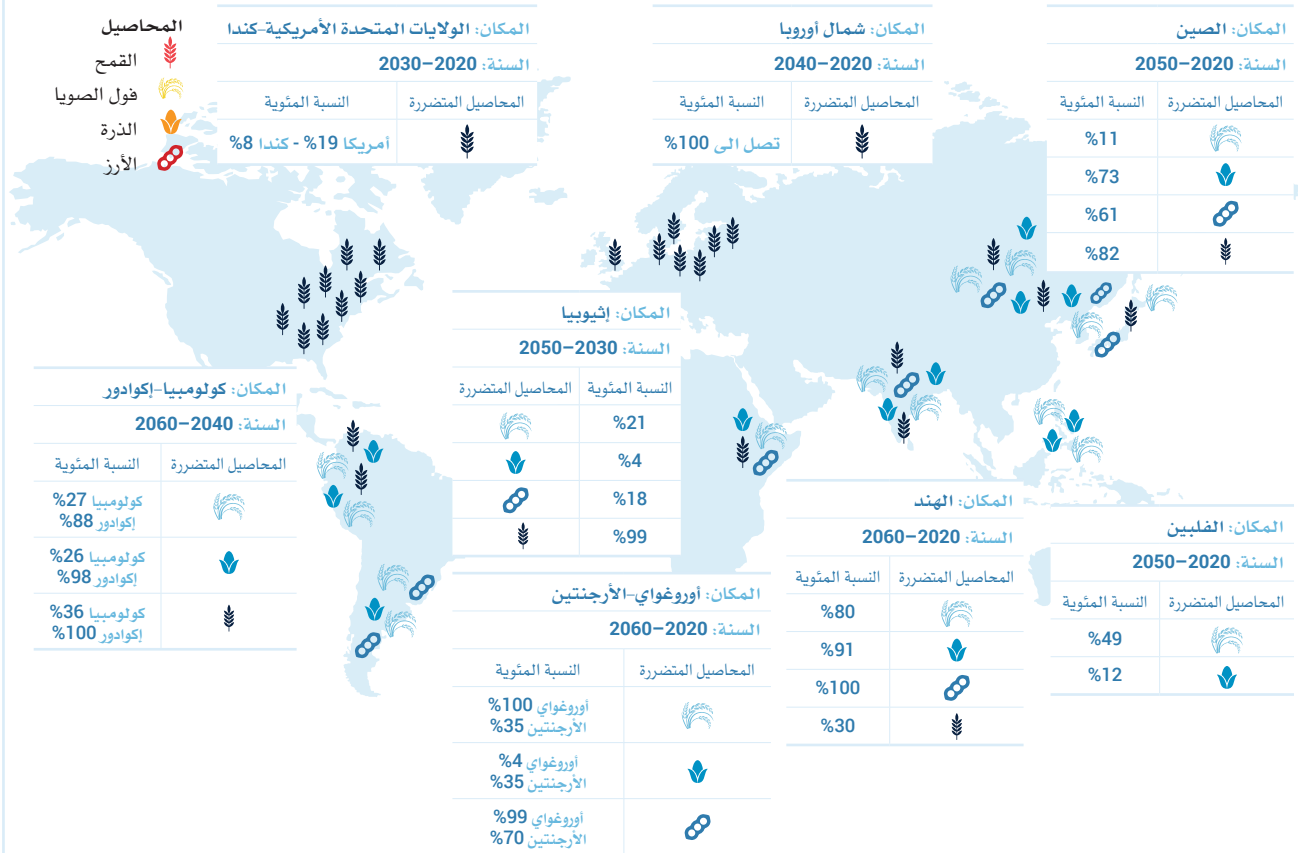 المحاصيل
القمح
فول الصويا
الذرة
الأرز
المكان: الولايات المتحدة الأمريكية-كندا
السنة: 2020–2030
المحاصيل المتضررة النسبة المئوية
أمريكا 19% - كندا 8%
المكان: شمال أوروبا
السنة: 2020–2040
المحاصيل المتضررة النسبة المئوية
تصل الى 100%
المكان: الصين
السنة: 2020–2050
المحاصيل المتضررة النسبة المئوية
%11
%73
%61
%82
المكان: إثيوبيا
السنة: 2030–2050
النسبة المئوية المحاصيل المتضررة
%21
%4
%18
%99
المكان: كولومبيا-إكوادور
السنة: 2040–2060
المحاصيل المتضررة النسبة المئوية
كولومبيا 27%
إكوادور 88%
كولومبيا 26%
إكوادور 98%
كولومبيا 36%
إكوادور 100%
المكان: الهند
السنة: 2020–2060
المحاصيل المتضررة النسبة المئوية
%80
%91
%100
%30
المكان: الفلبين
السنة: 2020–2050
المحاصيل المتضررة النسبة المئوية
%49
%12
المكان: أوروغواي-الأرجنتين
السنة: 2020–2060
المحاصيل المتضررة النسبة المئوية
أوروغواي 100%
الأرجنتين 35%
أوروغواي 4%
الأرجنتين 35%
أوروغواي 99%
الأرجنتين 70%